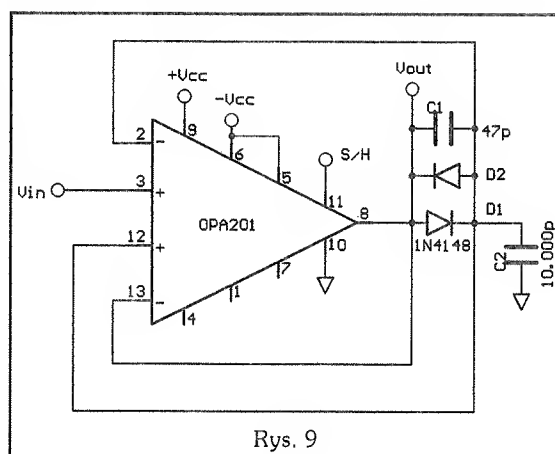 Vout
+Vcc
-Vcc
C1
47p
2
-
9
6
5
S/H
D2
Vin
3
+
11
OPA201
8
D1
12
+
10
1N4148
C2
10.000p
7
13
-
1
4
Rys. 9